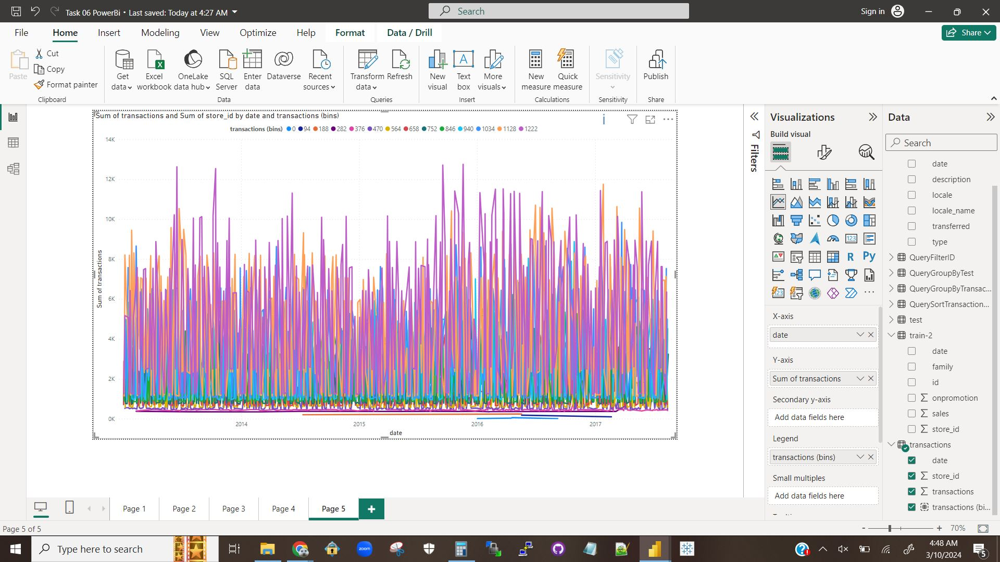 Task 06 PowerBi • Last saved: Today at 4:27 AM
Search
Sign in
File Home Insert Modeling View Optimize Help Format Data / Drill
Share
Paste
Cut
Copy
Format painter
Clipboard
Get data
Excel workbook
OneLake data hub
SQL Server
Enter data
Dataverse
Recent sources
Data
Transform data
Refresh
Queries
New visual
Text box
More visuals
Insert
New measure
Quick measure
Calculations
Sensitivity
Sensitivity
Publish
Share
Sum of transactions and Sum of store_id by date and transactions (bins)
transactions (bins) 0 94 188 282 376 470 564 658 752 846 940 1034 1128 1222
14K
12K
10K
8K
6K
4K
2K
0K
Sum of transactions
2014 2015 2016 2017
date
Filters
Visualizations
Build visual
X-axis
date
Y-axis
Sum of transactions
Secondary y-axis
Add data fields here
Legend
transactions (bins)
Small multiples
Add data fields here
Data
Search
date
description
locale
locale_name
transferred
type
QueryFilterID
QueryGroupByTest
QueryGroupByTransac...
QuerySortTransaction...
test
train-2
date
family
id
onpromotion
sales
store_id
transactions
date
store_id
transactions
transactions (bi...
Page 1 Page 2 Page 3 Page 4 Page 5
Page 5 of 5
- + 70%
Type here to search
zoom
4:48 AM
3/10/2024
5